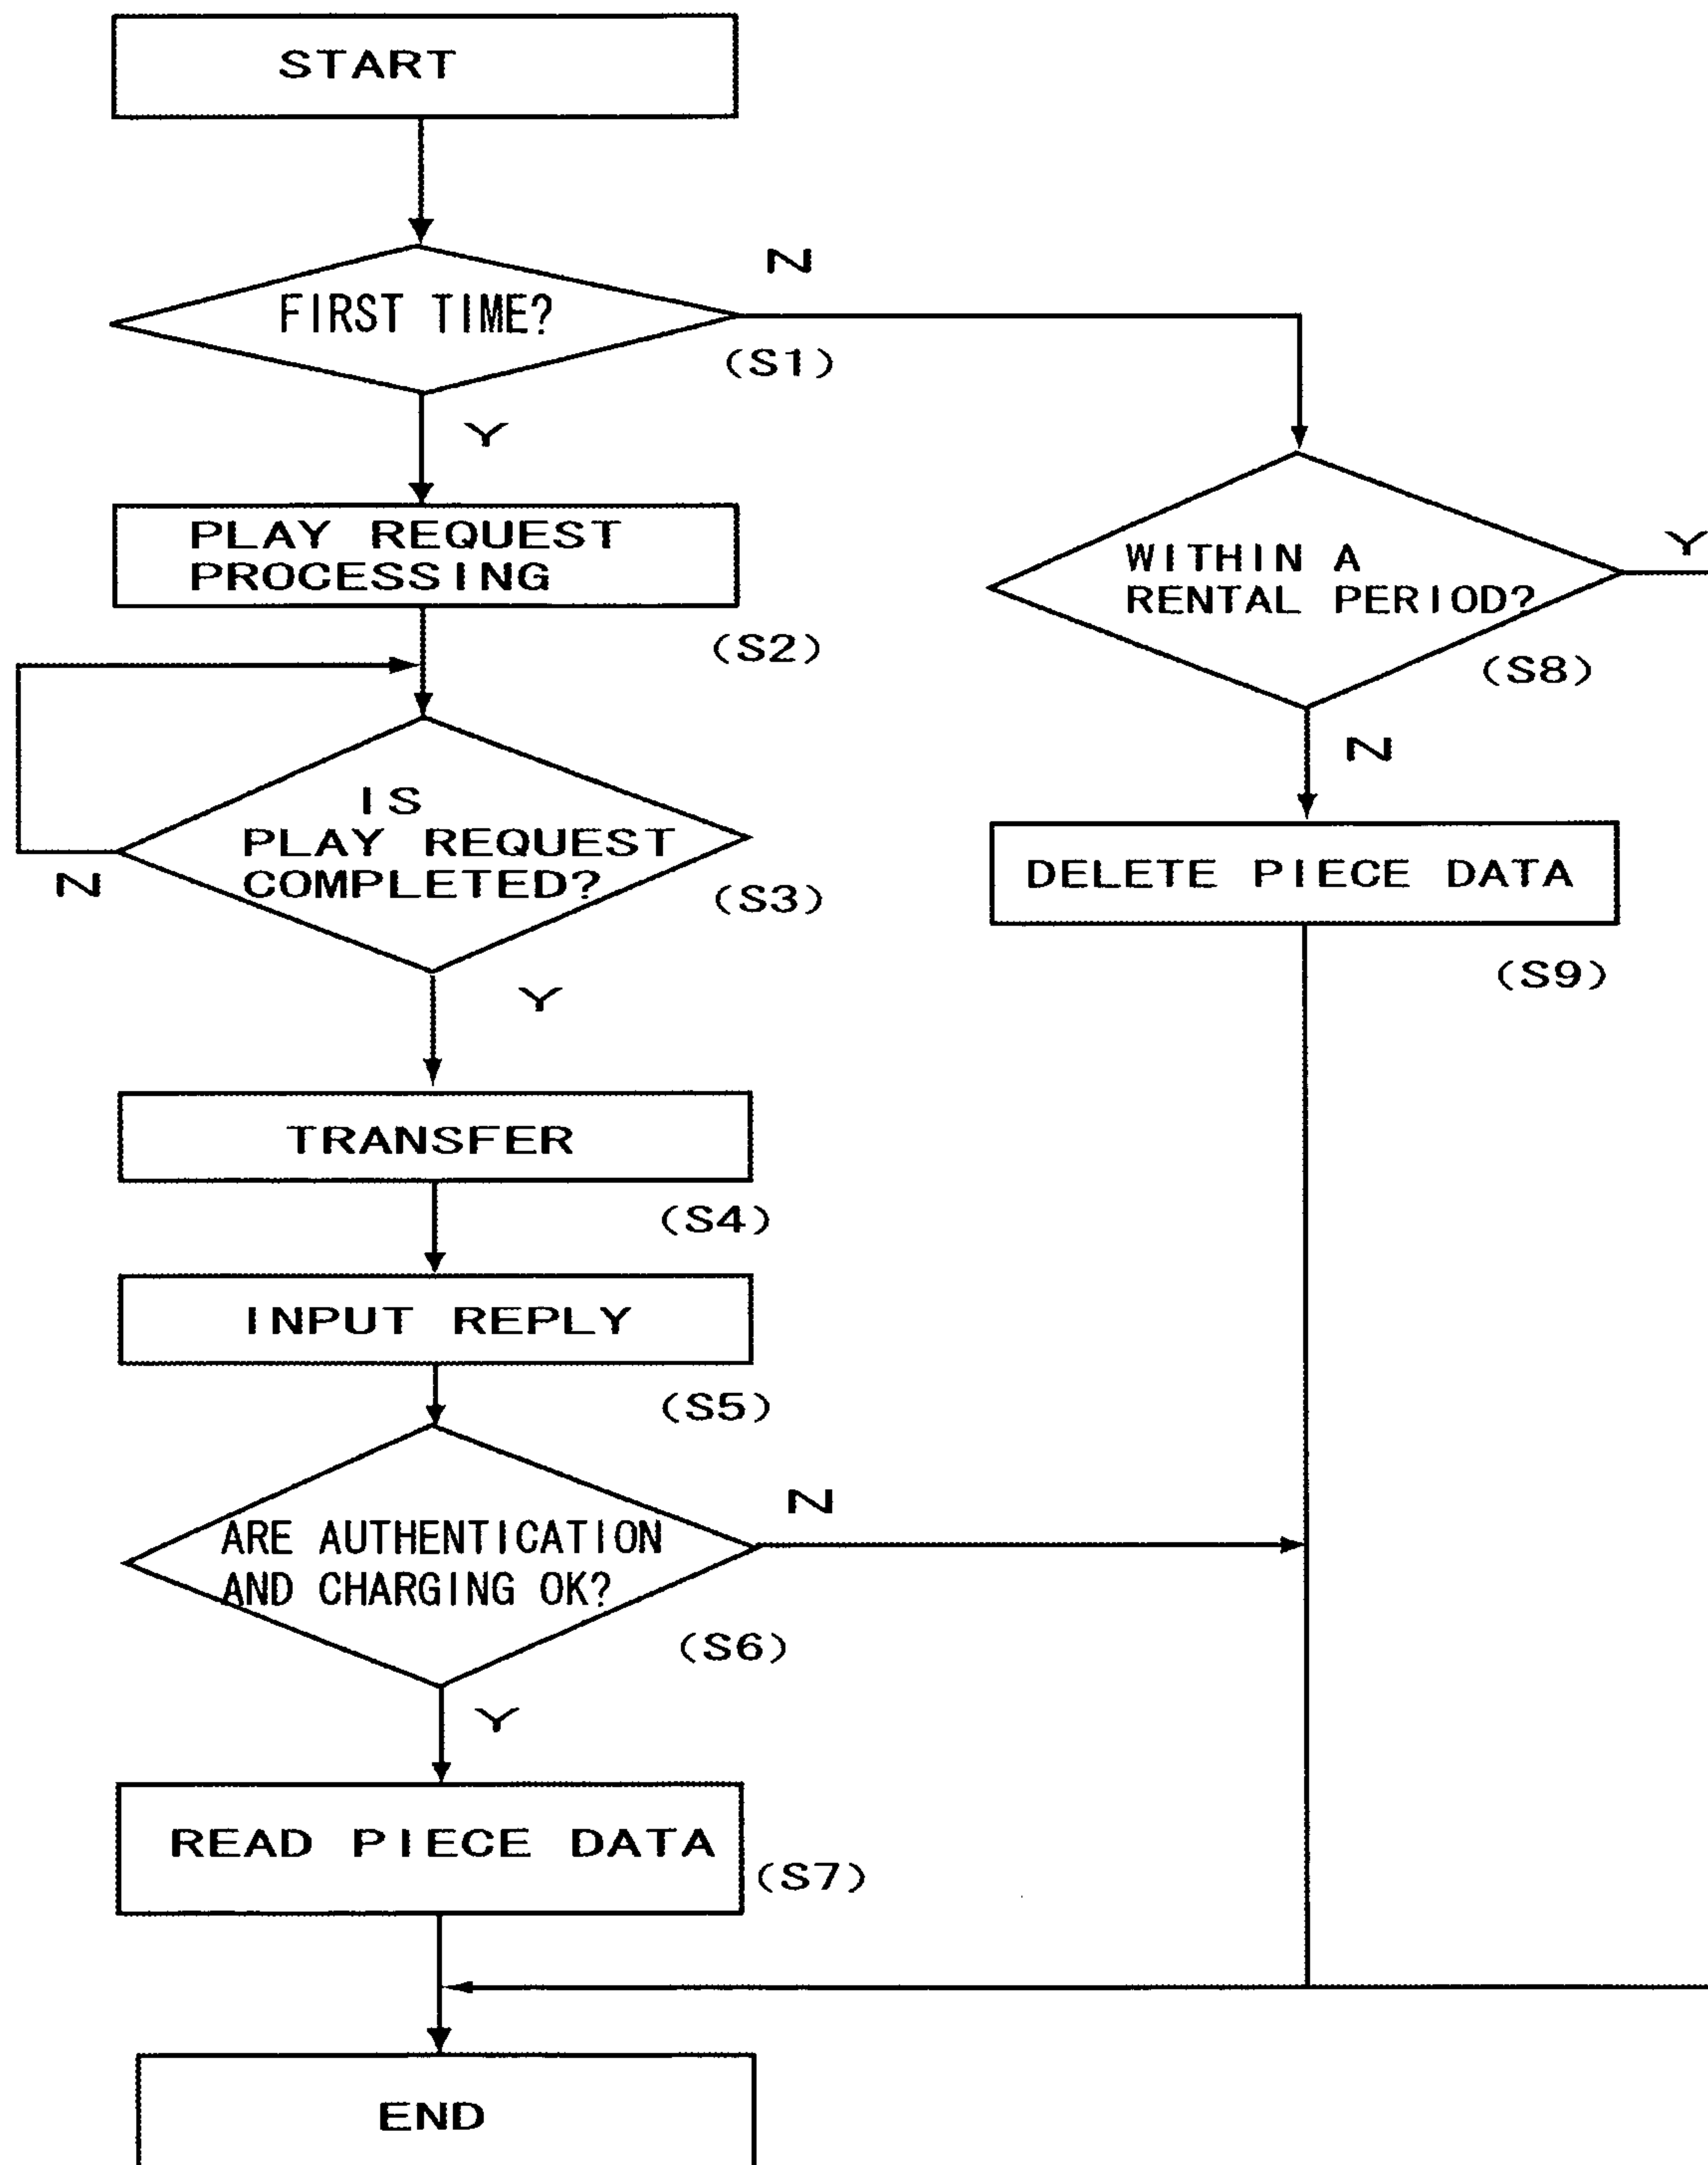 START
FIRST TIME?
N
(S1)
Y
PLAY REQUEST
PROCESSING
(S2)
IS
PLAY REQUEST
COMPLETED?
N
(S3)
Y
TRANSFER
(S4)
INPUT REPLY
(S5)
ARE AUTHENTICATION
AND CHARGING OK?
N
(S6)
Y
READ PIECE DATA
(S7)
WITHIN A
RENTAL PERIOD?
Y
(S8)
N
DELETE PIECE DATA
(S9)
END